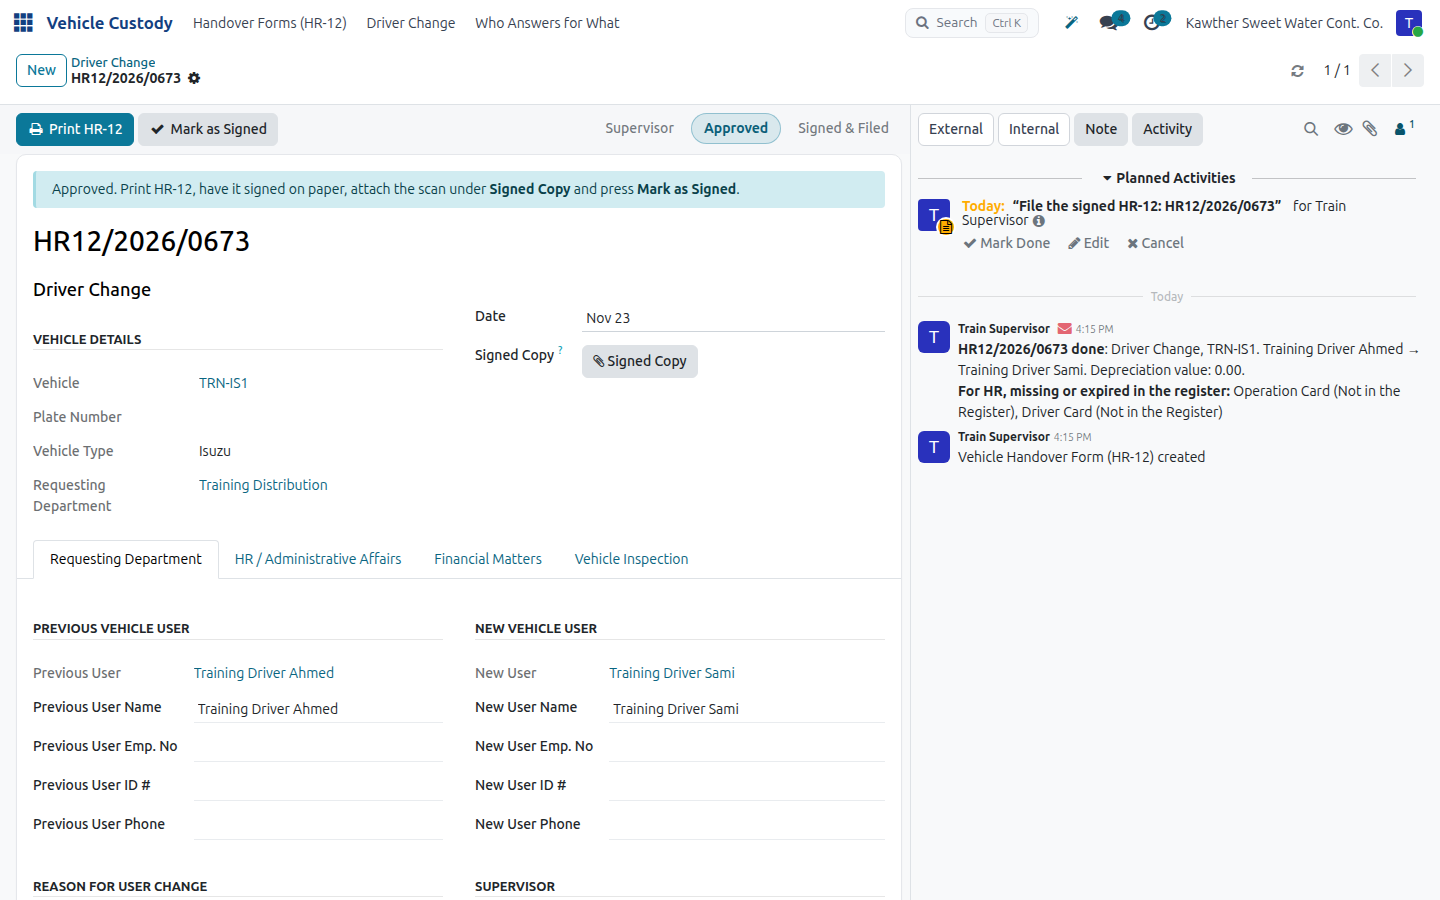 Vehicle Custody
Handover Forms (HR-12)
Driver Change
Who Answers for What
Search
Ctrl K
4
2
Kawther Sweet Water Cont. Co.
T
New
Driver Change
HR12/2026/0673
1 / 1
Print HR-12
Mark as Signed
Supervisor
Approved
Signed & Filed
External
Internal
Note
Activity
1
Approved. Print HR-12, have it signed on paper, attach the scan under Signed Copy and press Mark as Signed.
HR12/2026/0673
Driver Change
Date
Nov 23
Signed Copy ?
Signed Copy
VEHICLE DETAILS
Vehicle
TRN-IS1
Plate Number
Vehicle Type
Isuzu
Requesting
Department
Training Distribution
Requesting Department
HR / Administrative Affairs
Financial Matters
Vehicle Inspection
PREVIOUS VEHICLE USER
Previous User
Training Driver Ahmed
Previous User Name
Training Driver Ahmed
Previous User Emp. No
Previous User ID #
Previous User Phone
NEW VEHICLE USER
New User
Training Driver Sami
New User Name
Training Driver Sami
New User Emp. No
New User ID #
New User Phone
REASON FOR USER CHANGE
SUPERVISOR
Planned Activities
T
Today: “File the signed HR-12: HR12/2026/0673” for Train
Supervisor
Mark Done
Edit
Cancel
Today
T
Train Supervisor 4:15 PM
HR12/2026/0673 done: Driver Change, TRN-IS1. Training Driver Ahmed →
Training Driver Sami. Depreciation value: 0.00.
For HR, missing or expired in the register: Operation Card (Not in the
Register), Driver Card (Not in the Register)
T
Train Supervisor 4:15 PM
Vehicle Handover Form (HR-12) created